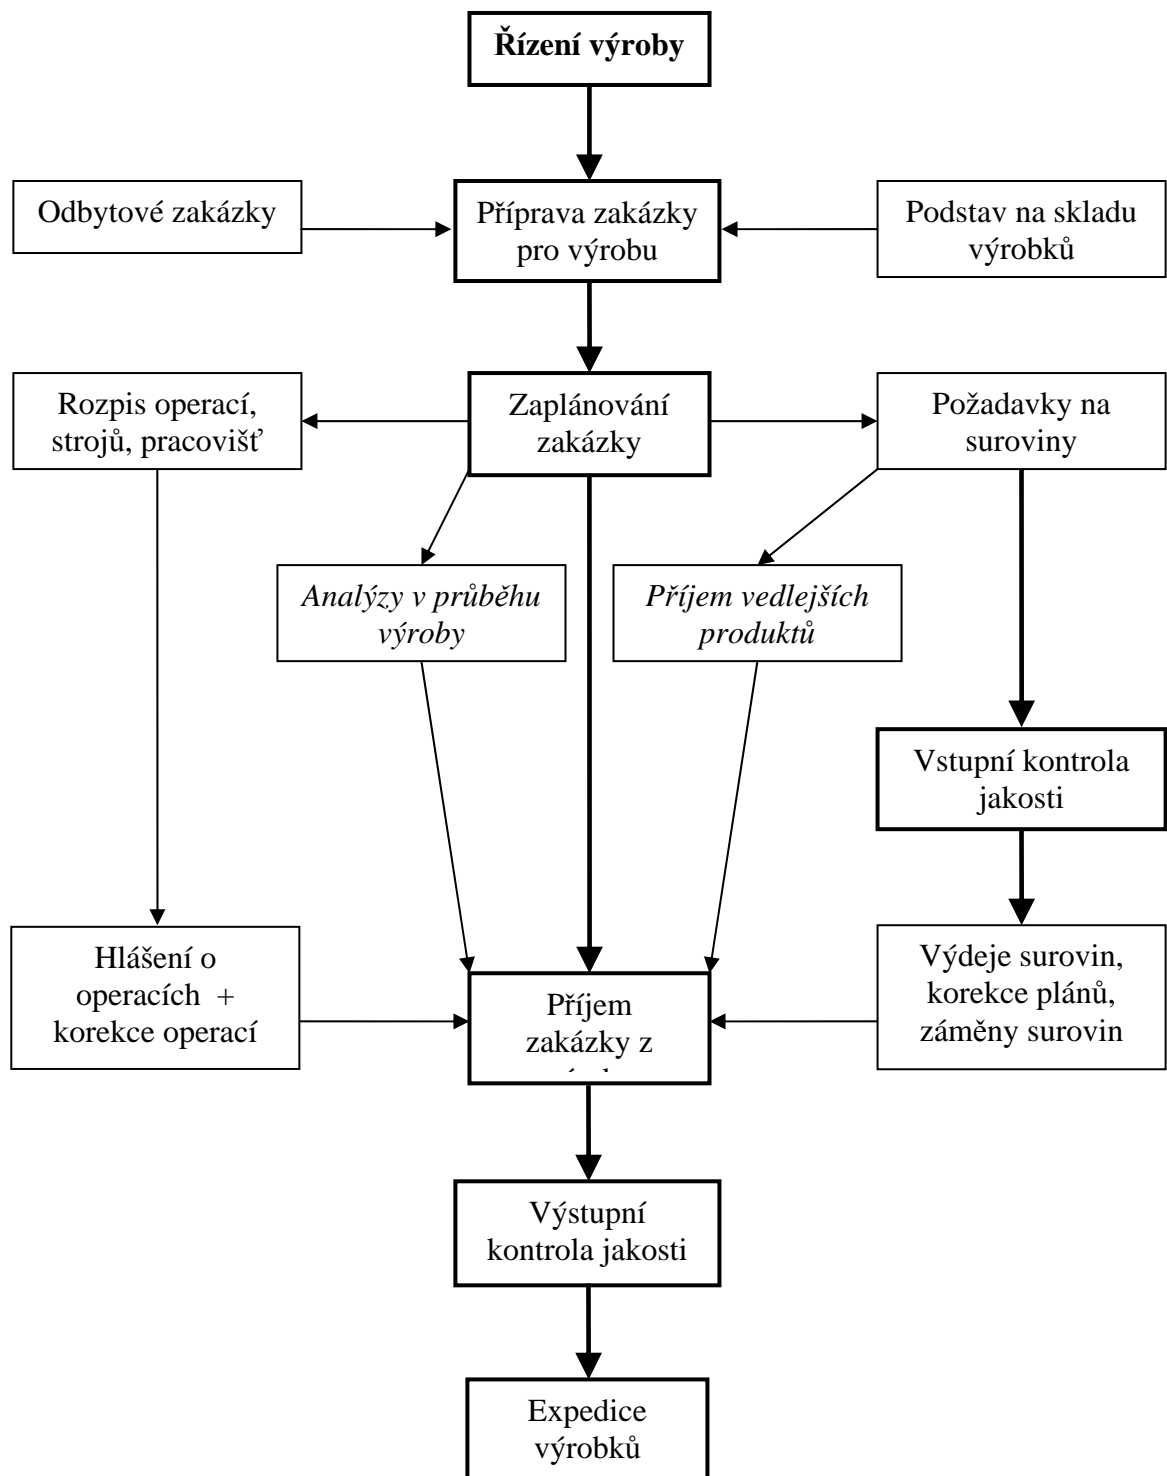 Řízení výroby
Odbytové zakázky
Příprava zakázky
pro výrobu
Podstav na skladu
výrobků
Rozpis operací,
strojů, pracovišť
Zaplánování
zakázky
Požadavky na
suroviny
Analýzy v průběhu
výroby
Příjem vedlejších
produktů
Vstupní kontrola
jakosti
Hlášení o
operacích +
korekce operací
Příjem
zakázky z
Výdeje surovin,
korekce plánů,
záměny surovin
Výstupní
kontrola jakosti
Expedice
výrobků